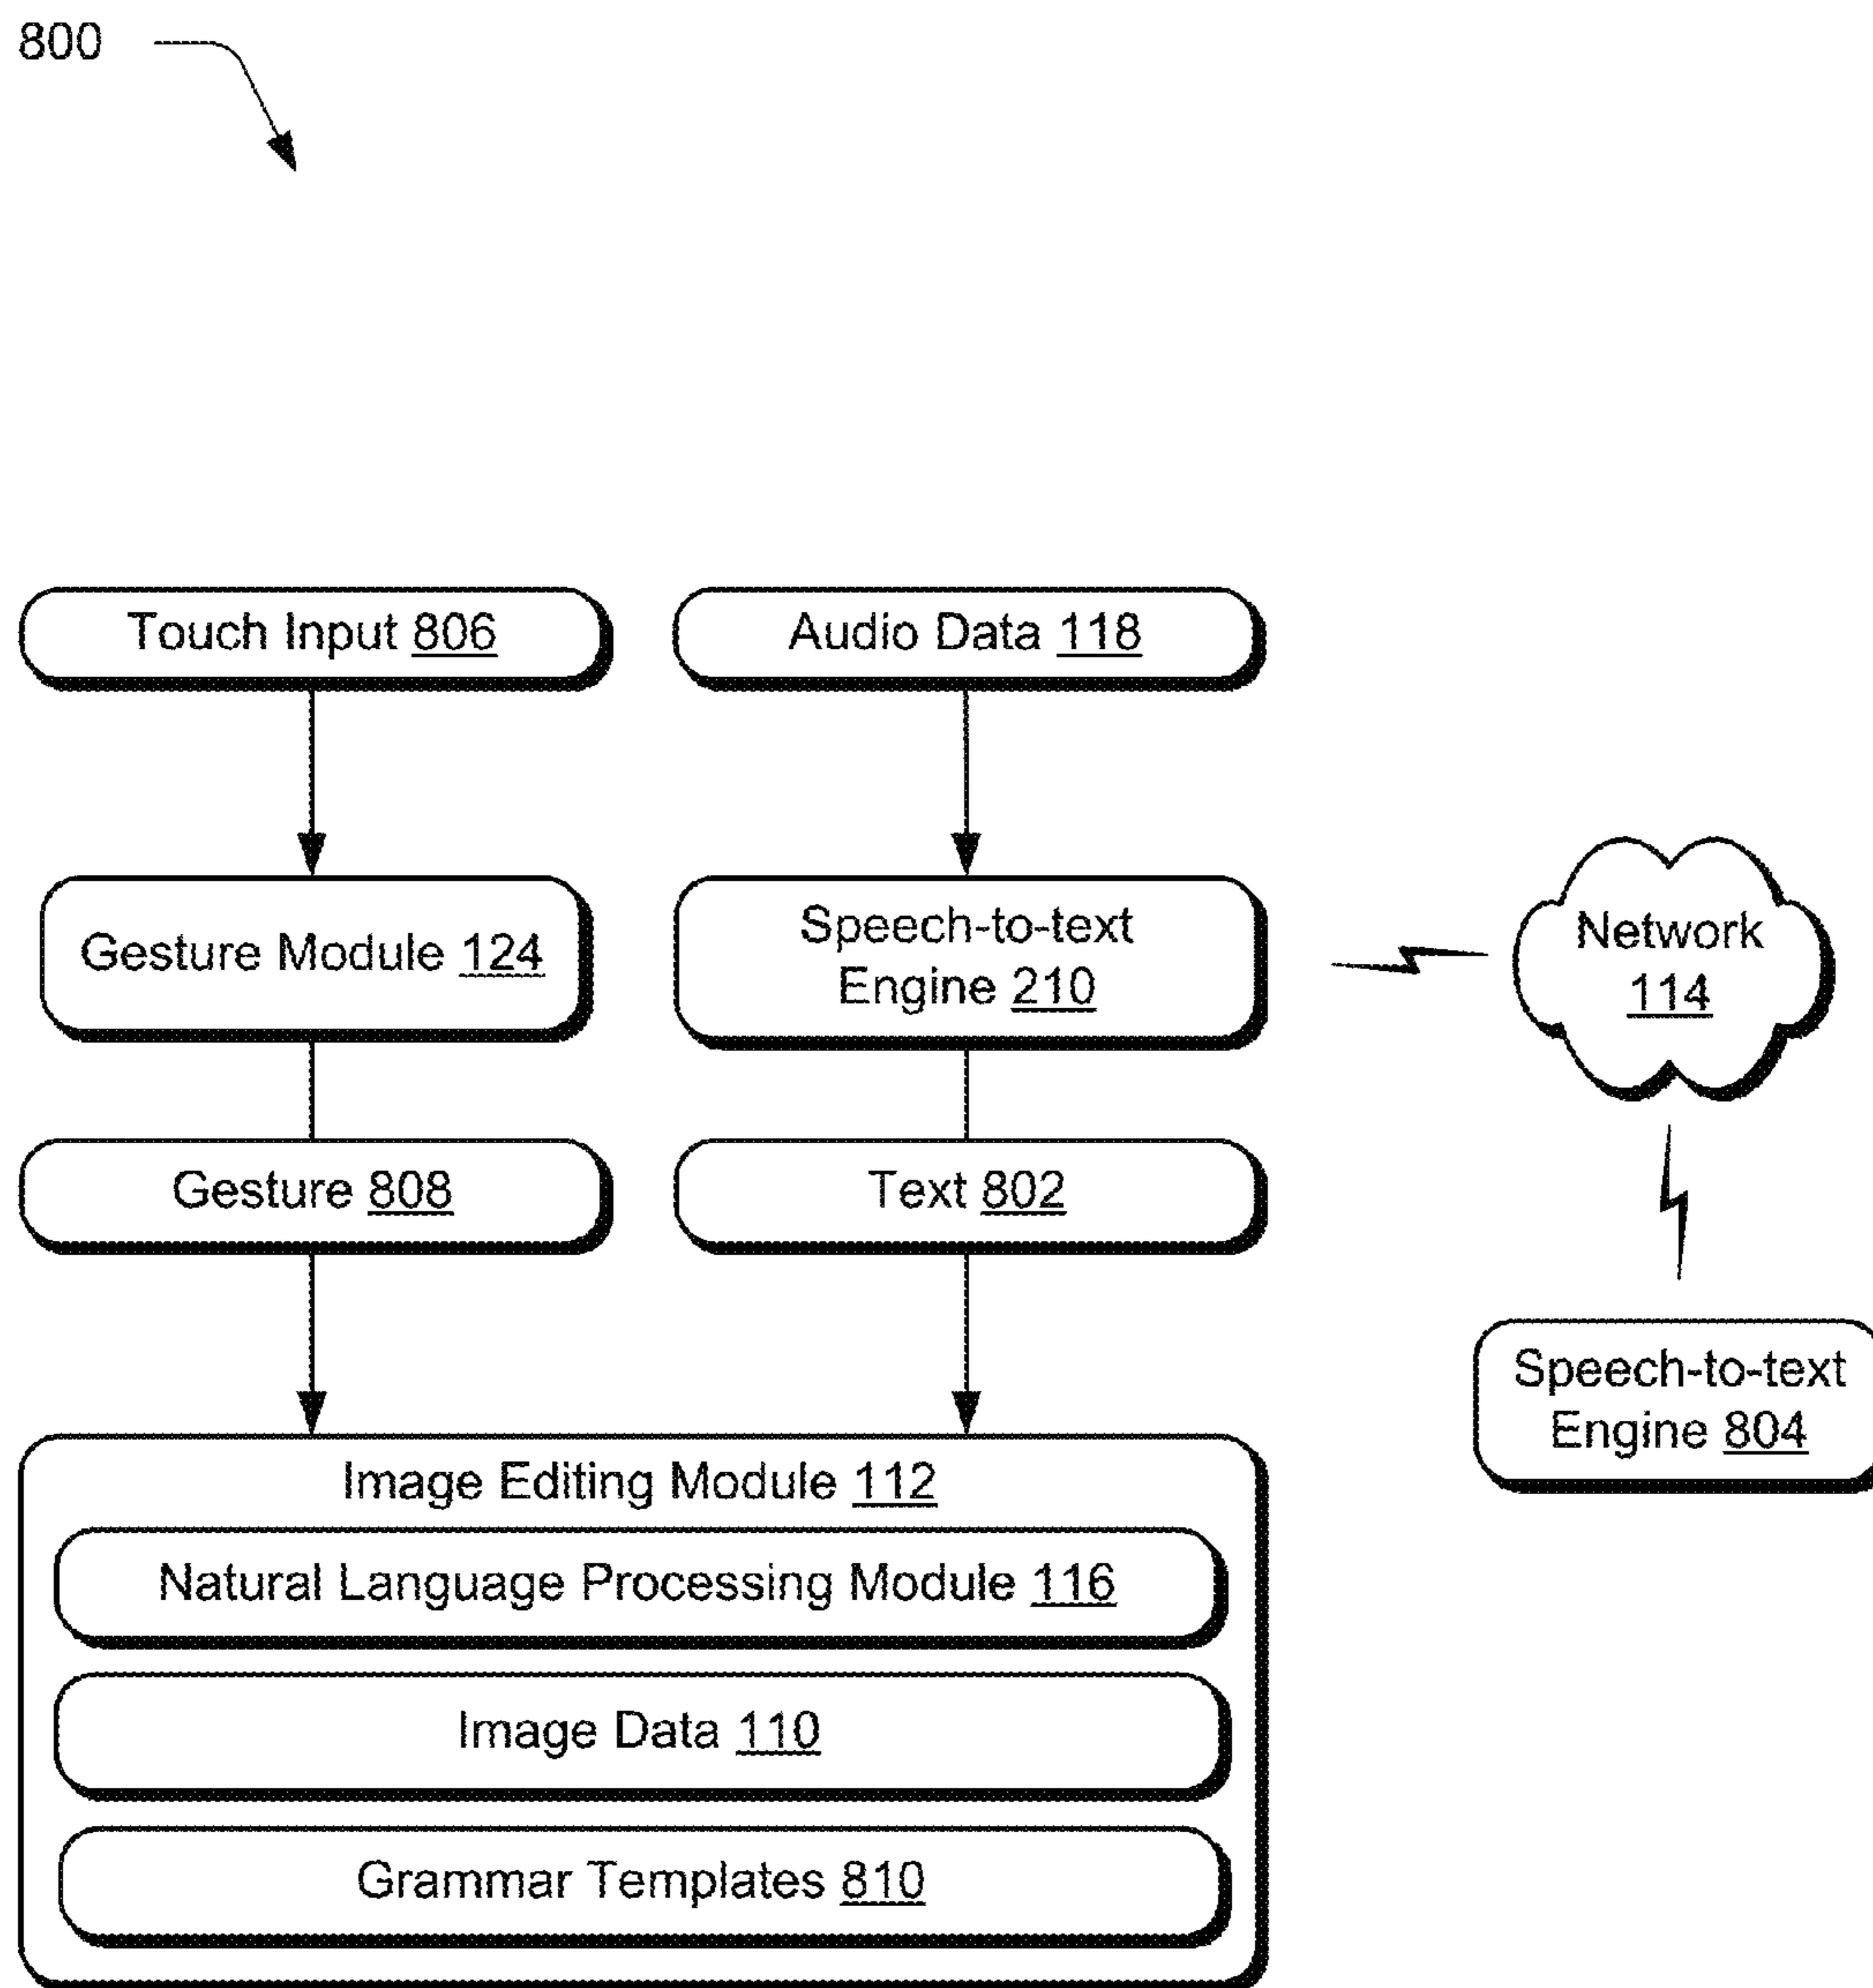 800
Touch Input 806
Audio Data 118
Gesture Module 124
Speech-to-text
Engine 210
Network
114
Gesture 808
Text 802
Speech-to-text
Engine 804
Image Editing Module 112
Natural Language Processing Module 116
Image Data 110
Grammar Templates 810